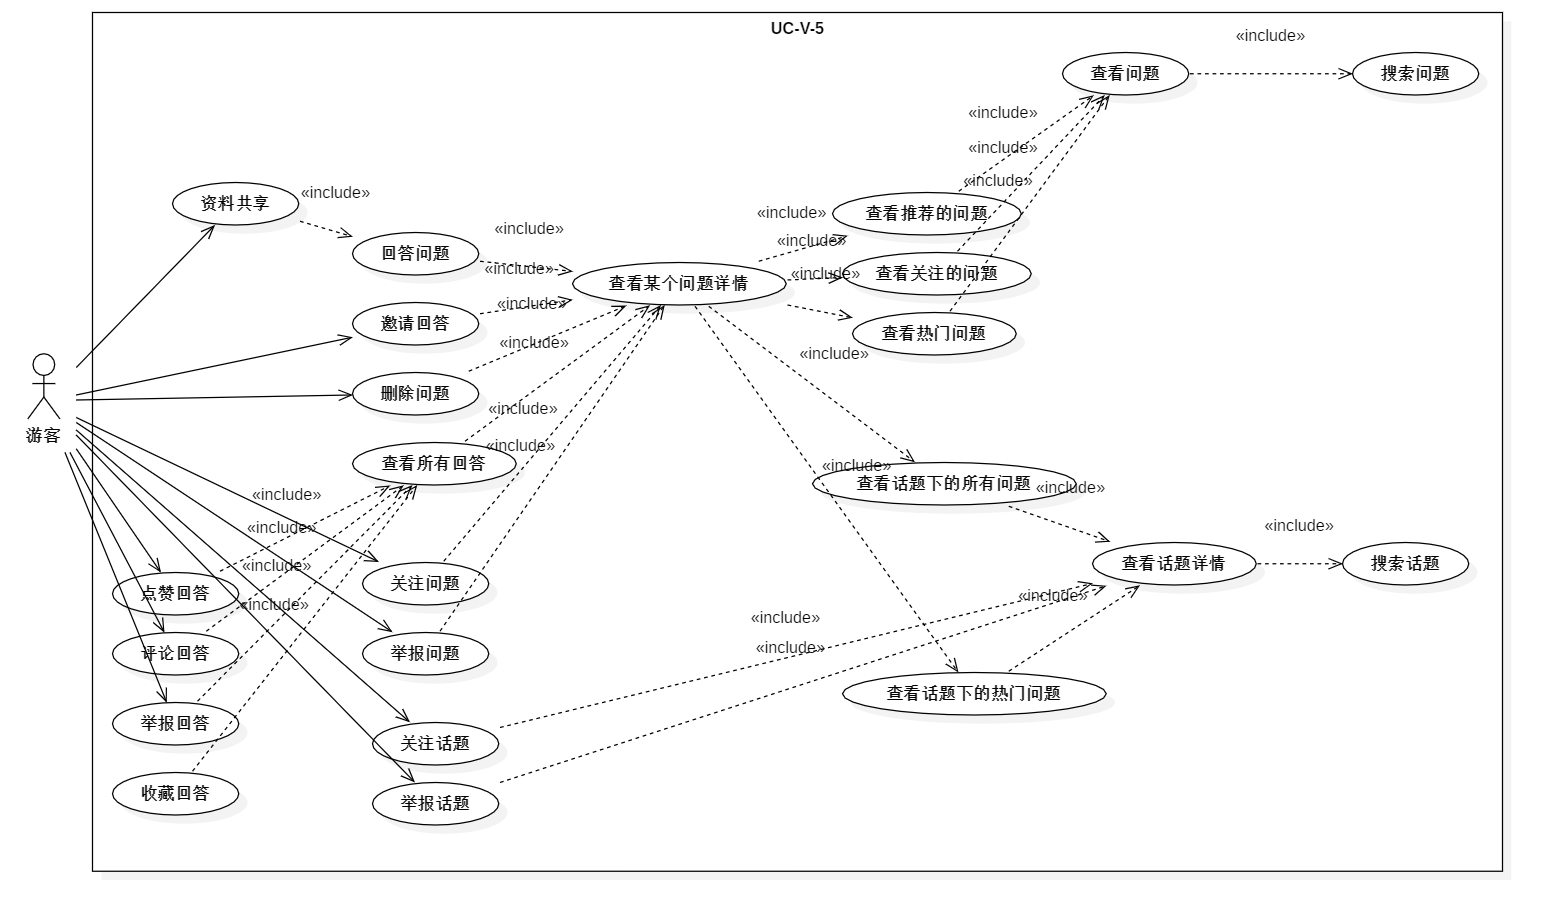 UC-V-5
«include»
查看问题
搜索问题
«include»
«include»
«include»
资料共享
«include»
查看推荐的问题
«include»
«include»
回答问题
«include»
查看关注的问题
«include»
«include»
查看某个问题详情
«include»
邀请回答
查看热门问题
«include»
«include»
删除问题
游客
«include»
«include»
查看所有回答
«include»
查看话题下的所有问题
«include»
«include»
«include»
«include»
查看话题详情
搜索话题
«include»
点赞回答
关注问题
«include»
«include»
«include»
«include»
评论回答
举报问题
查看话题下的热门问题
举报回答
关注话题
收藏回答
举报话题